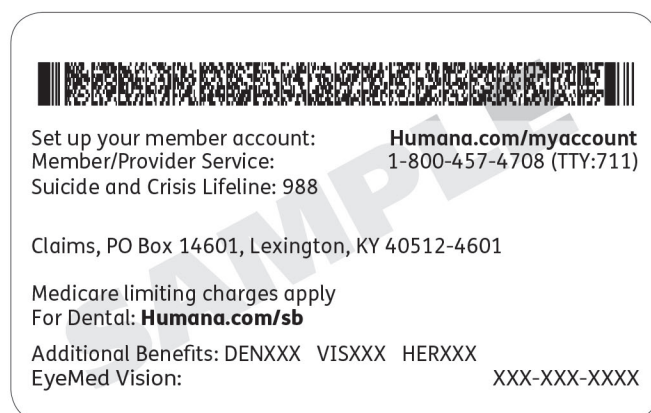 Set up your member account: Humana.com/myaccount
Member/Provider Service: 1-800-457-4708 (TTY:711)
Suicide and Crisis Lifeline: 988
Claims, PO Box 14601, Lexington, KY 40512-4601
Medicare limiting charges apply
For Dental: Humana.com/sb
Additional Benefits: DENXXX VISXXX HERXXX
EyeMed Vision: XXX-XXX-XXXX
SAMPLE